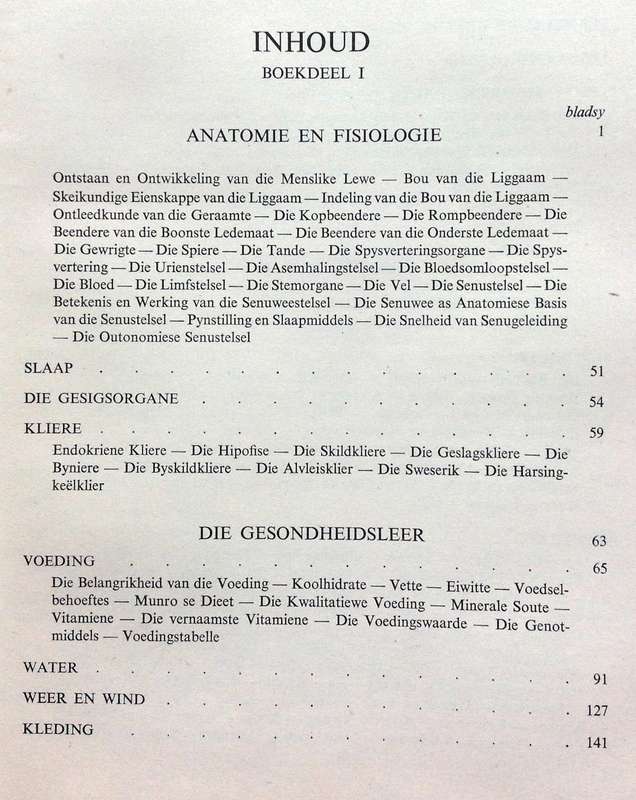 INHOUD
BOEKDEEL I
bladsy
ANATOMIE EN FISIOLOGIE 1
Ontstaan en Ontwikkeling van die Menslike Lewe — Bou van die Liggaam —
Skeikundige Eienskappe van die Liggaam — Indeling van die Bou van die Liggaam —
Ontleedkunde van die Geraamte — Die Kopbeendere — Die Rompbeendere — Die
Beendere van die Boonste Ledemaat — Die Beendere van die Onderste Ledemaat —
Die Gewrigte — Die Spiere — Die Tande — Die Spysverteringsorgane — Die Spys-
vertering — Die Urienstelsel — Die Asemhalingstelsel — Die Bloedsomloopstelsel —
Die Bloed — Die Limfstelsel — Die Stemorgane — Die Vel — Die Senustelsel — Die
Betekenis en Werking van die Senuweestelsel — Die Senuwee as Anatomiese Basis
van die Senustelsel — Pynstilling en Slaapmiddels — Die Snelheid van Senugeleiding
— Die Outonomiese Senustelsel
SLAAP . . . . . . . . . . . . 51
DIE GESIGSORGANE . . . . . . . . . 54
KLIERE . . . . . . . . . . . . 59
Endokriene Kliere — Die Hipofise — Die Skildkliere — Die Geslagskliere — Die
Byniere — Die Byskildkliere — Die Alvleisklier — Die Sweserik — Die Harsing-
keëlklier
DIE GESONDHEIDSLEER 63
VOEDING . . . . . . . . . . . 65
Die Belangrikheid van die Voeding — Koolhidrate — Vette — Eiwitte — Voedsel-
behoeftes — Munro se Dieet — Die Kwalitatiewe Voeding — Minerale Soute —
Vitamiene — Die vernaamste Vitamiene — Die Voedingswaarde — Die Genot-
middels — Voedingstabelle
WATER . . . . . . . . . . . . 91
WEER EN WIND . . . . . . . . . . 127
KLEDING . . . . . . . . . . . 141